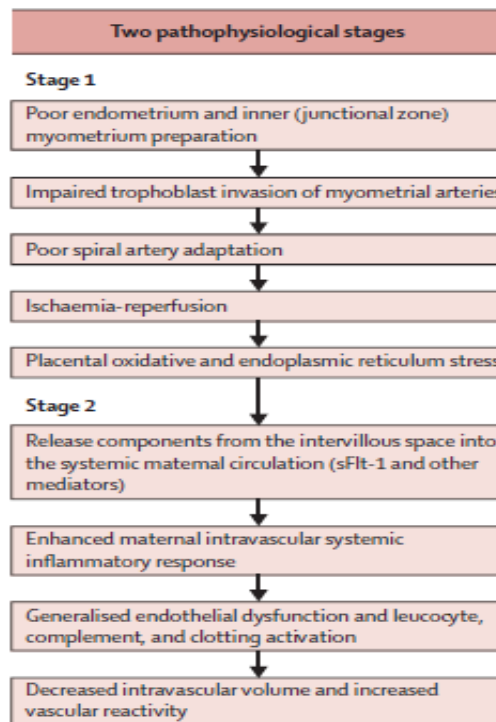 Two pathophysiological stages
Stage 1
Poor endometrium and inner (junctional zone)
myometrium preparation
Impaired trophoblast invasion of myometrial arteries
Poor spiral artery adaptation
Ischaemia-reperfusion
Placental oxidative and endoplasmic reticulum stress
Stage 2
Release components from the intervillous space into
the systemic maternal circulation (sFlt-1 and other
mediators)
Enhanced maternal intravascular systemic
inflammatory response
Generalised endothelial dysfunction and leucocyte,
complement, and clotting activation
Decreased intravascular volume and increased
vascular reactivity